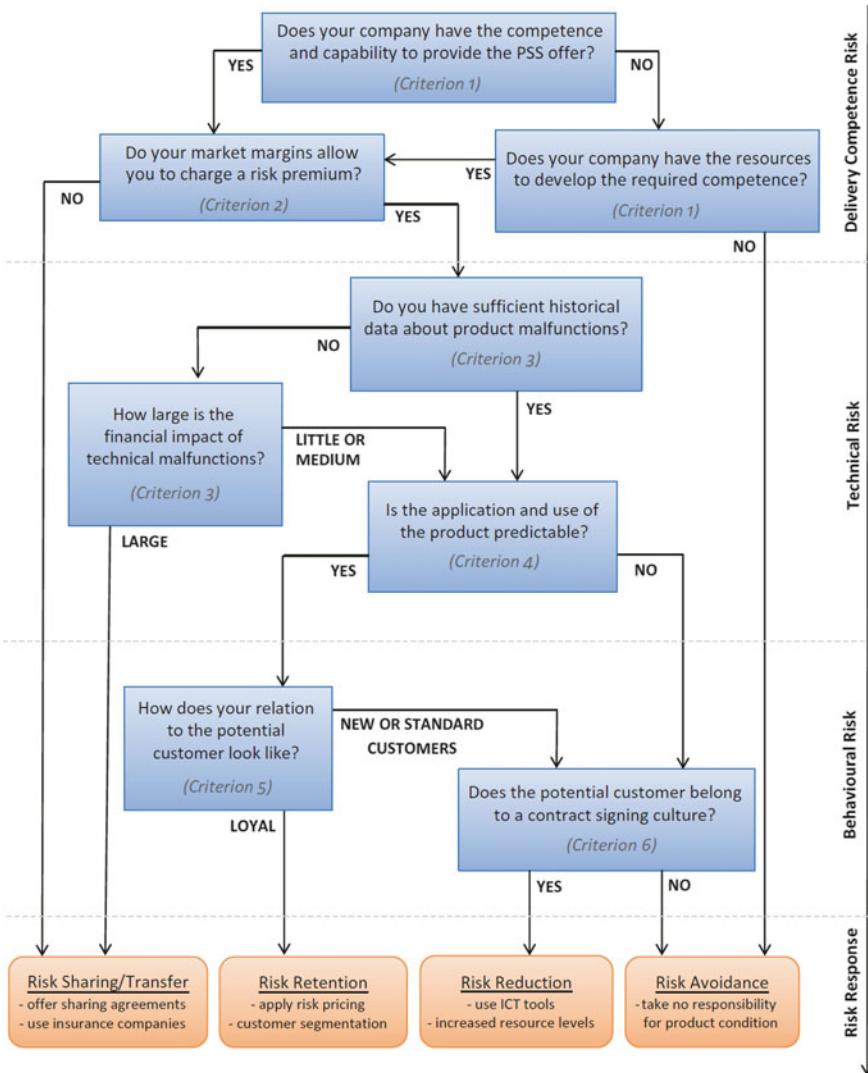 Does your company have the competence
and capability to provide the PSS offer?
(Criterion 1)
YES
NO
Do your market margins allow
you to charge a risk premium?
(Criterion 2)
Does your company have the resources
to develop the required competence?
(Criterion 1)
YES
NO
YES
NO
Delivery Competence Risk
Do you have sufficient historical
data about product malfunctions?
(Criterion 3)
NO
YES
How large is the
financial impact of
technical malfunctions?
(Criterion 3)
LITTLE OR
MEDIUM
LARGE
Is the application and use of
the product predictable?
(Criterion 4)
YES
NO
Technical Risk
How does your relation
to the potential
customer look like?
(Criterion 5)
NEW OR STANDARD
CUSTOMERS
LOYAL
Does the potential customer belong
to a contract signing culture?
(Criterion 6)
YES
NO
Behavioural Risk
Risk Sharing/Transfer
- offer sharing agreements
- use insurance companies
Risk Retention
- apply risk pricing
- customer segmentation
Risk Reduction
- use ICT tools
- increased resource levels
Risk Avoidance
- take no responsibility
for product condition
Risk Response